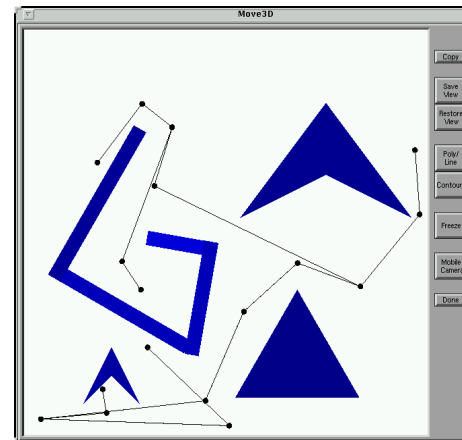 Move3D
Copy
Save
View
Restore
View
Poly/
Line
Contour
Freeze
Mobile
Camera
Done